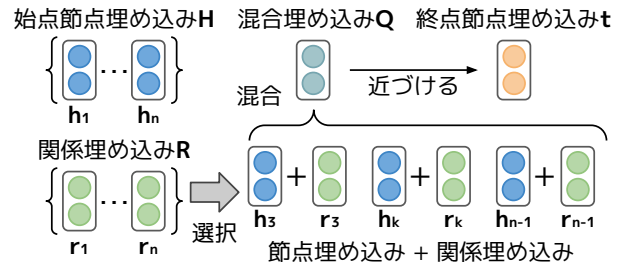 始点節点埋め込みH 混合埋め込みQ 終点節点埋め込みt
h1 ··· hn
混合 近づける
関係埋め込みR
r1 ··· rn
選択
h3 + r3 hk + rk hn-1 + rn-1
節点埋め込み + 関係埋め込み